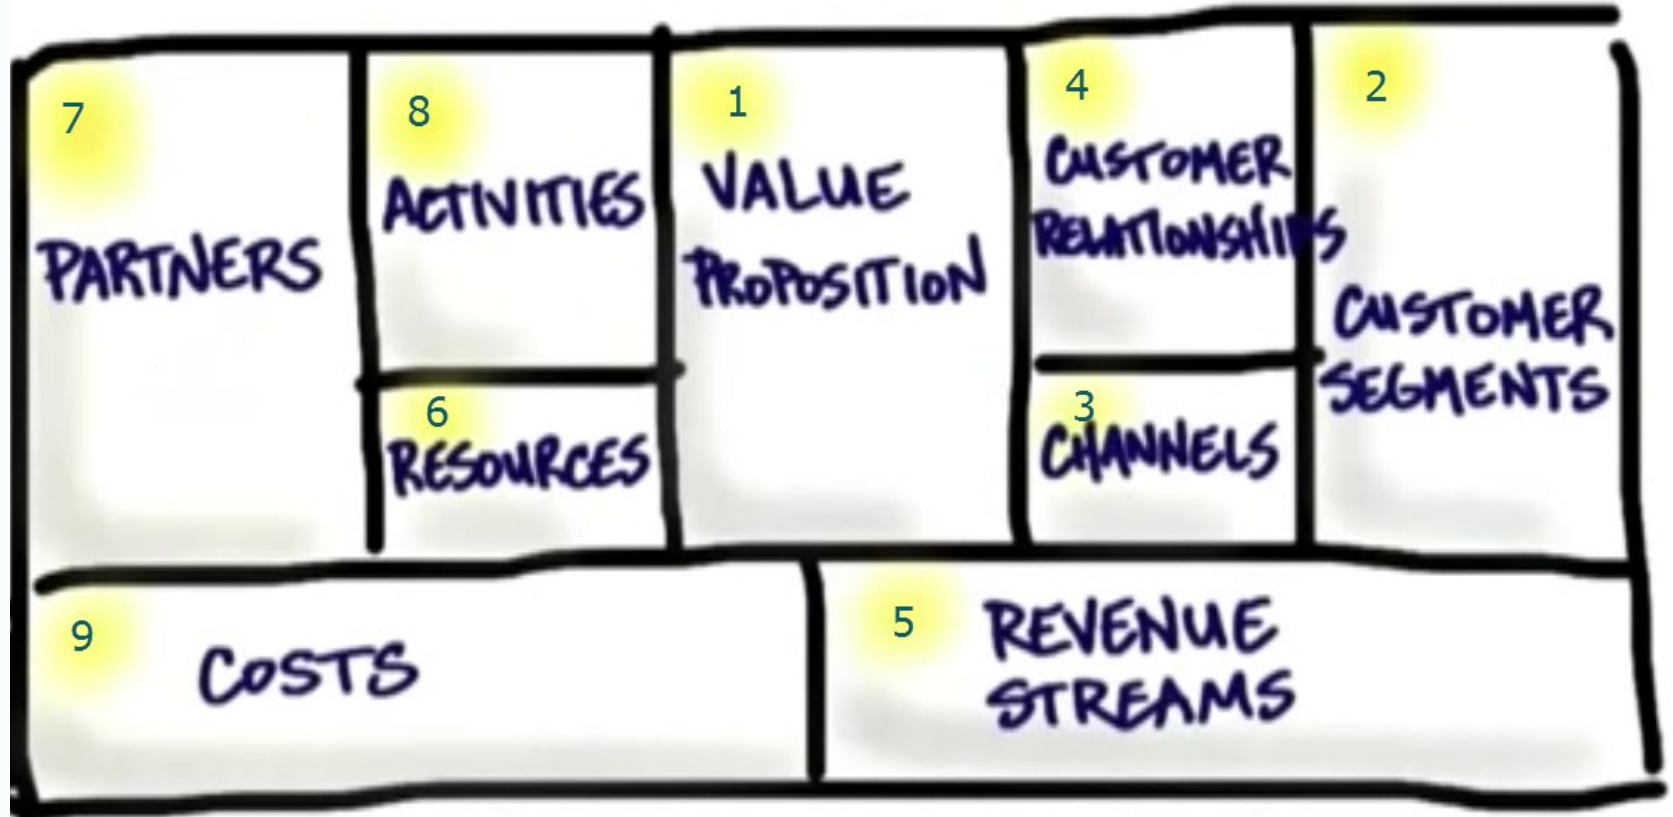 7
PARTNERS
8
ACTIVITIES
6
RESOURCES
1
VALUE
PROPOSITION
4
CUSTOMER
RELATIONSHIPS
3
CHANNELS
2
CUSTOMER
SEGMENTS
9
COSTS
5
REVENUE
STREAMS